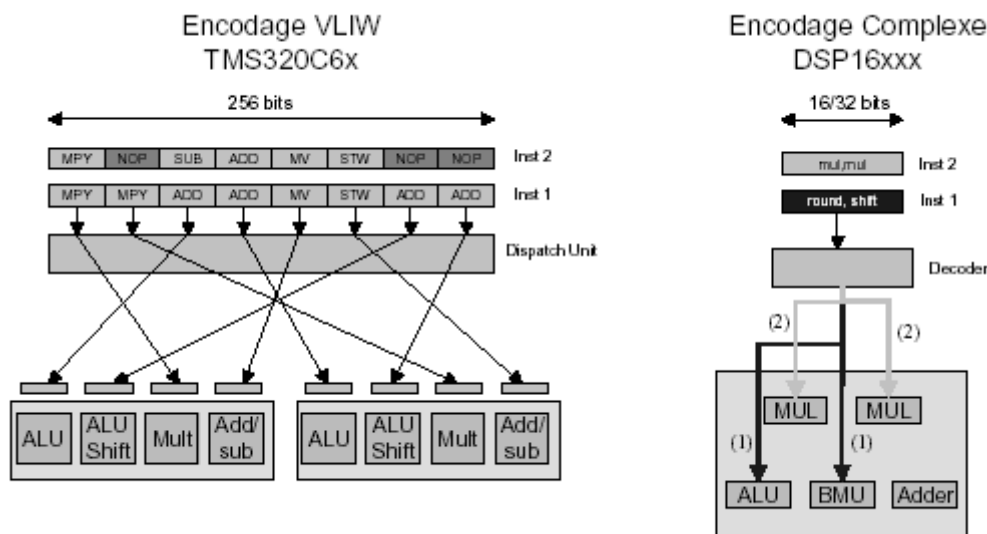 Encodage VLIW
TMS320C6x
256 bits
MPY NOP SUB ADD MV STW NOP NOP Inst 2
MPY MPY ADD ADD MV STW ADD ADD Inst 1
Dispatch Unit
ALU
ALU
Shift
Mult
Add/
sub
ALU
ALU
Shift
Mult
Add/
sub
Encodage Complexe
DSP16xxx
16/32 bits
mul,mul Inst 2
round, shift Inst 1
Decoder
(2)
(2)
MUL MUL
(1) (1)
ALU BMU Adder